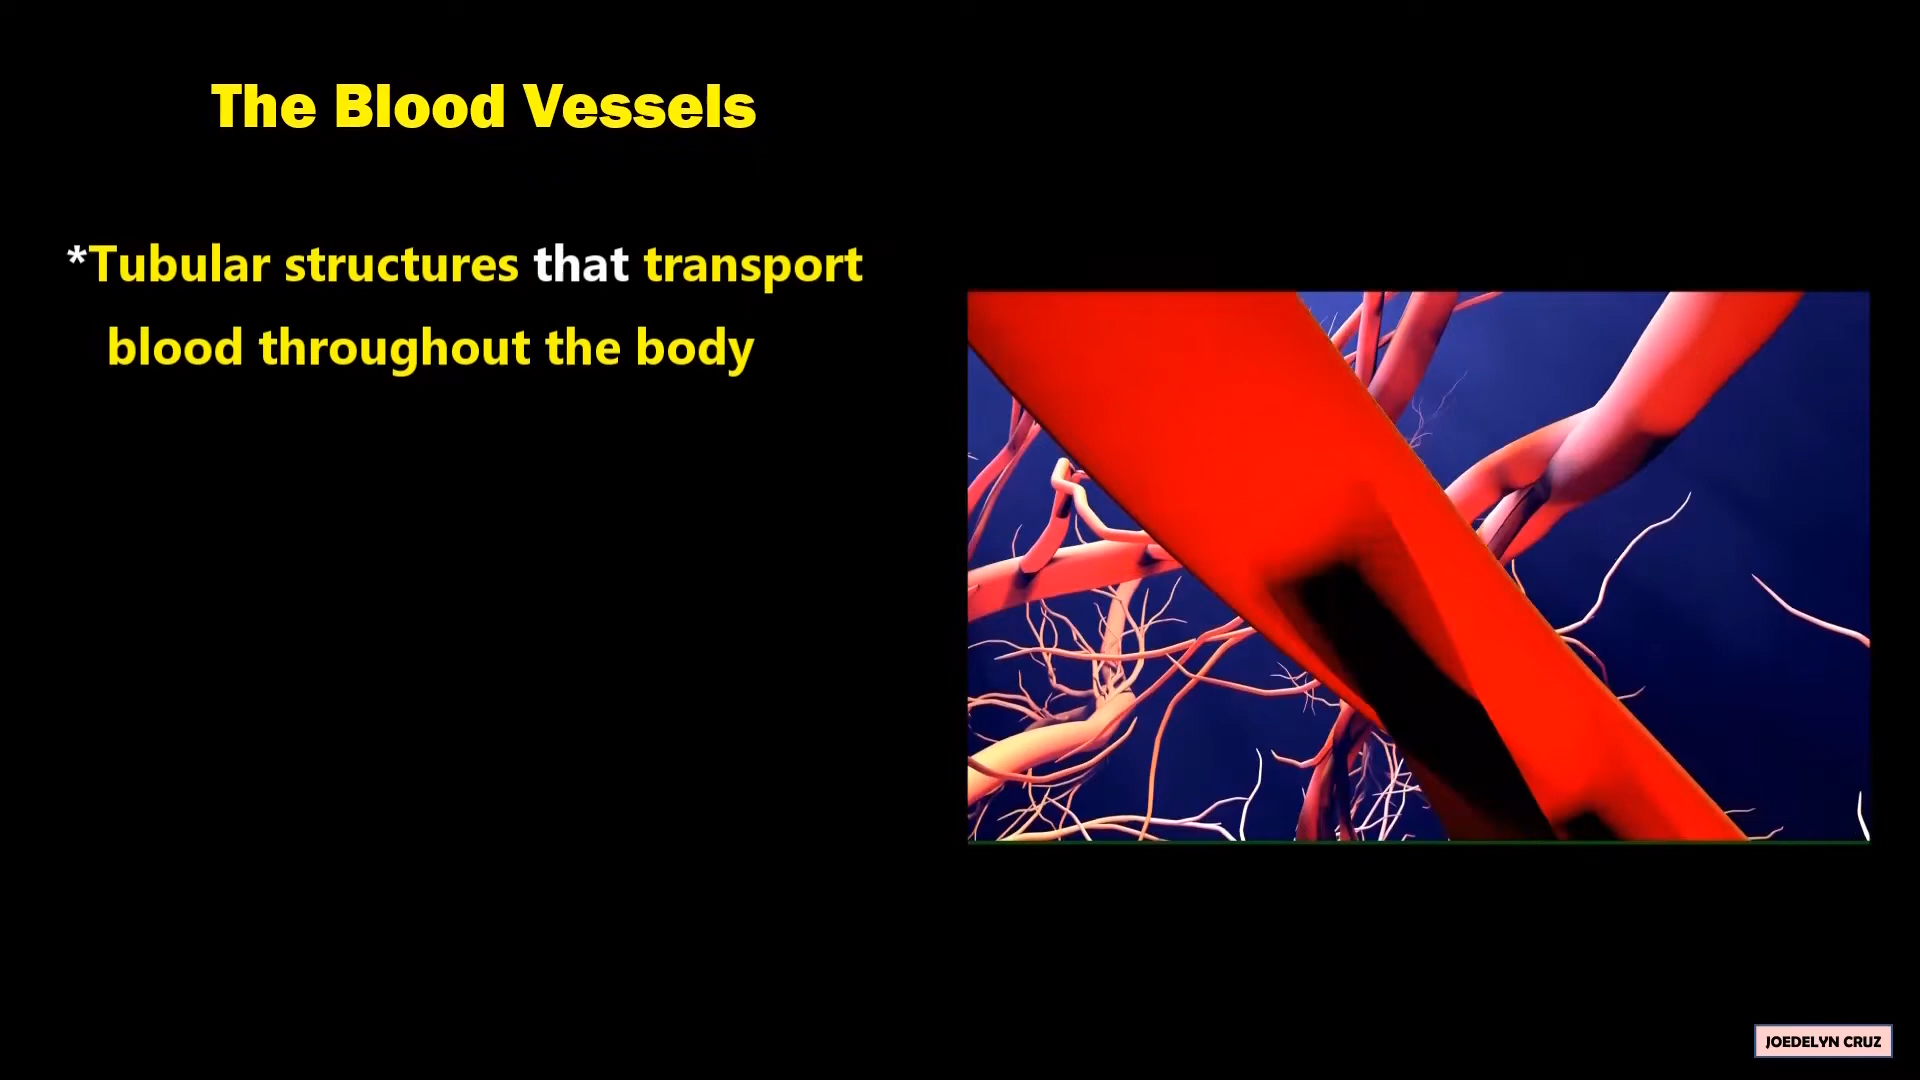 The Blood Vessels
*Tubular structures that transport
blood throughout the body
JOEDELYN CRUZ